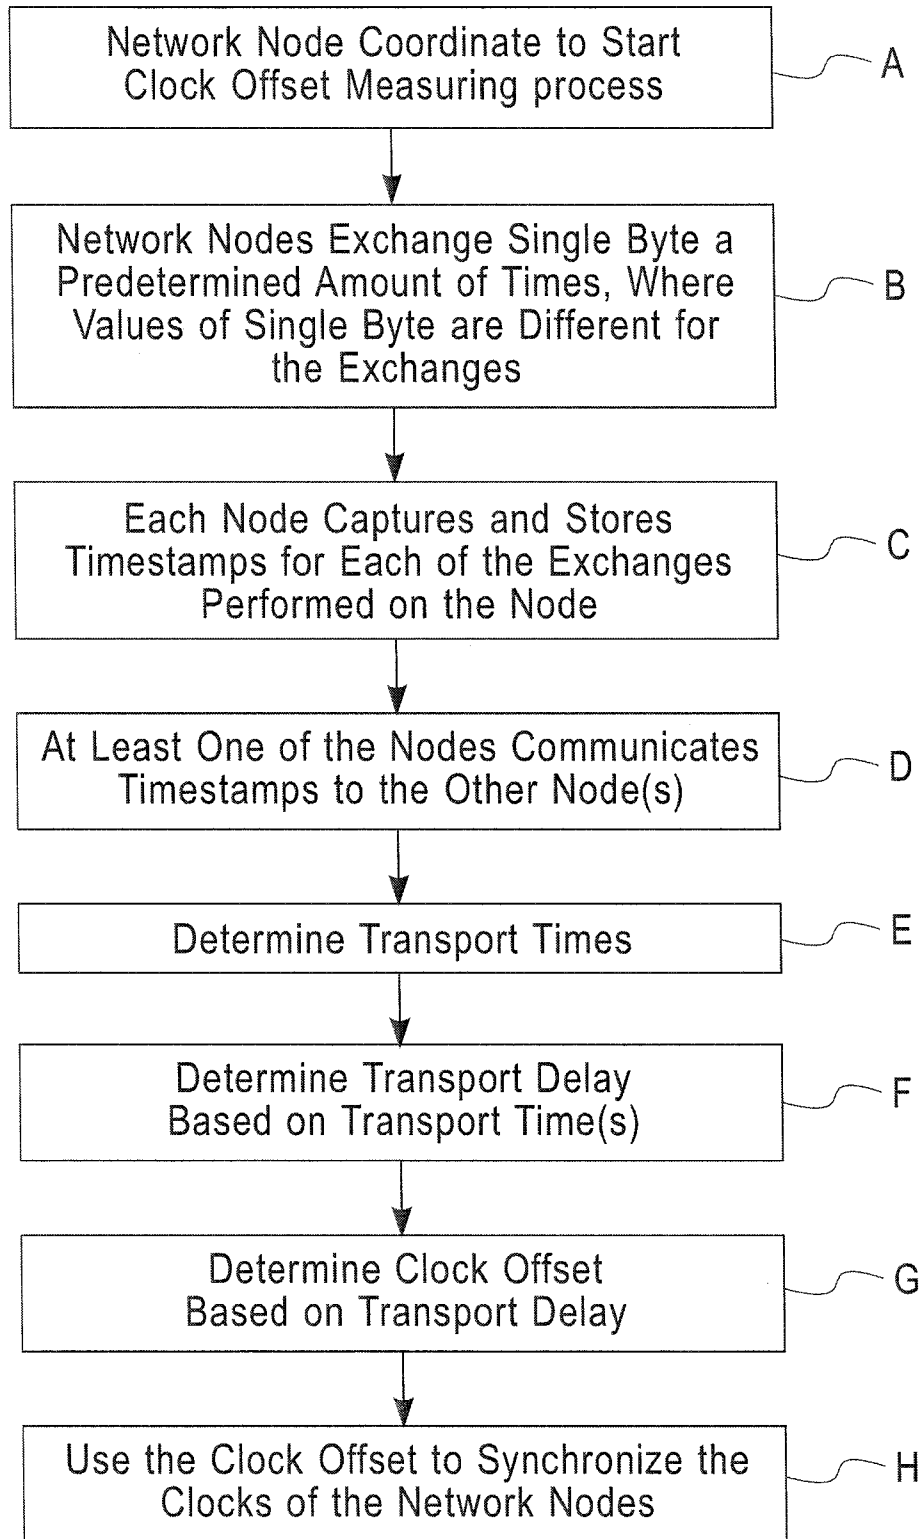 Network Node Coordinate to Start
Clock Offset Measuring process
A
Network Nodes Exchange Single Byte a
Predetermined Amount of Times, Where
Values of Single Byte are Different for
the Exchanges
B
Each Node Captures and Stores
Timestamps for Each of the Exchanges
Performed on the Node
C
At Least One of the Nodes Communicates
Timestamps to the Other Node(s)
D
Determine Transport Times
E
Determine Transport Delay
Based on Transport Time(s)
F
Determine Clock Offset
Based on Transport Delay
G
Use the Clock Offset to Synchronize the
Clocks of the Network Nodes
H